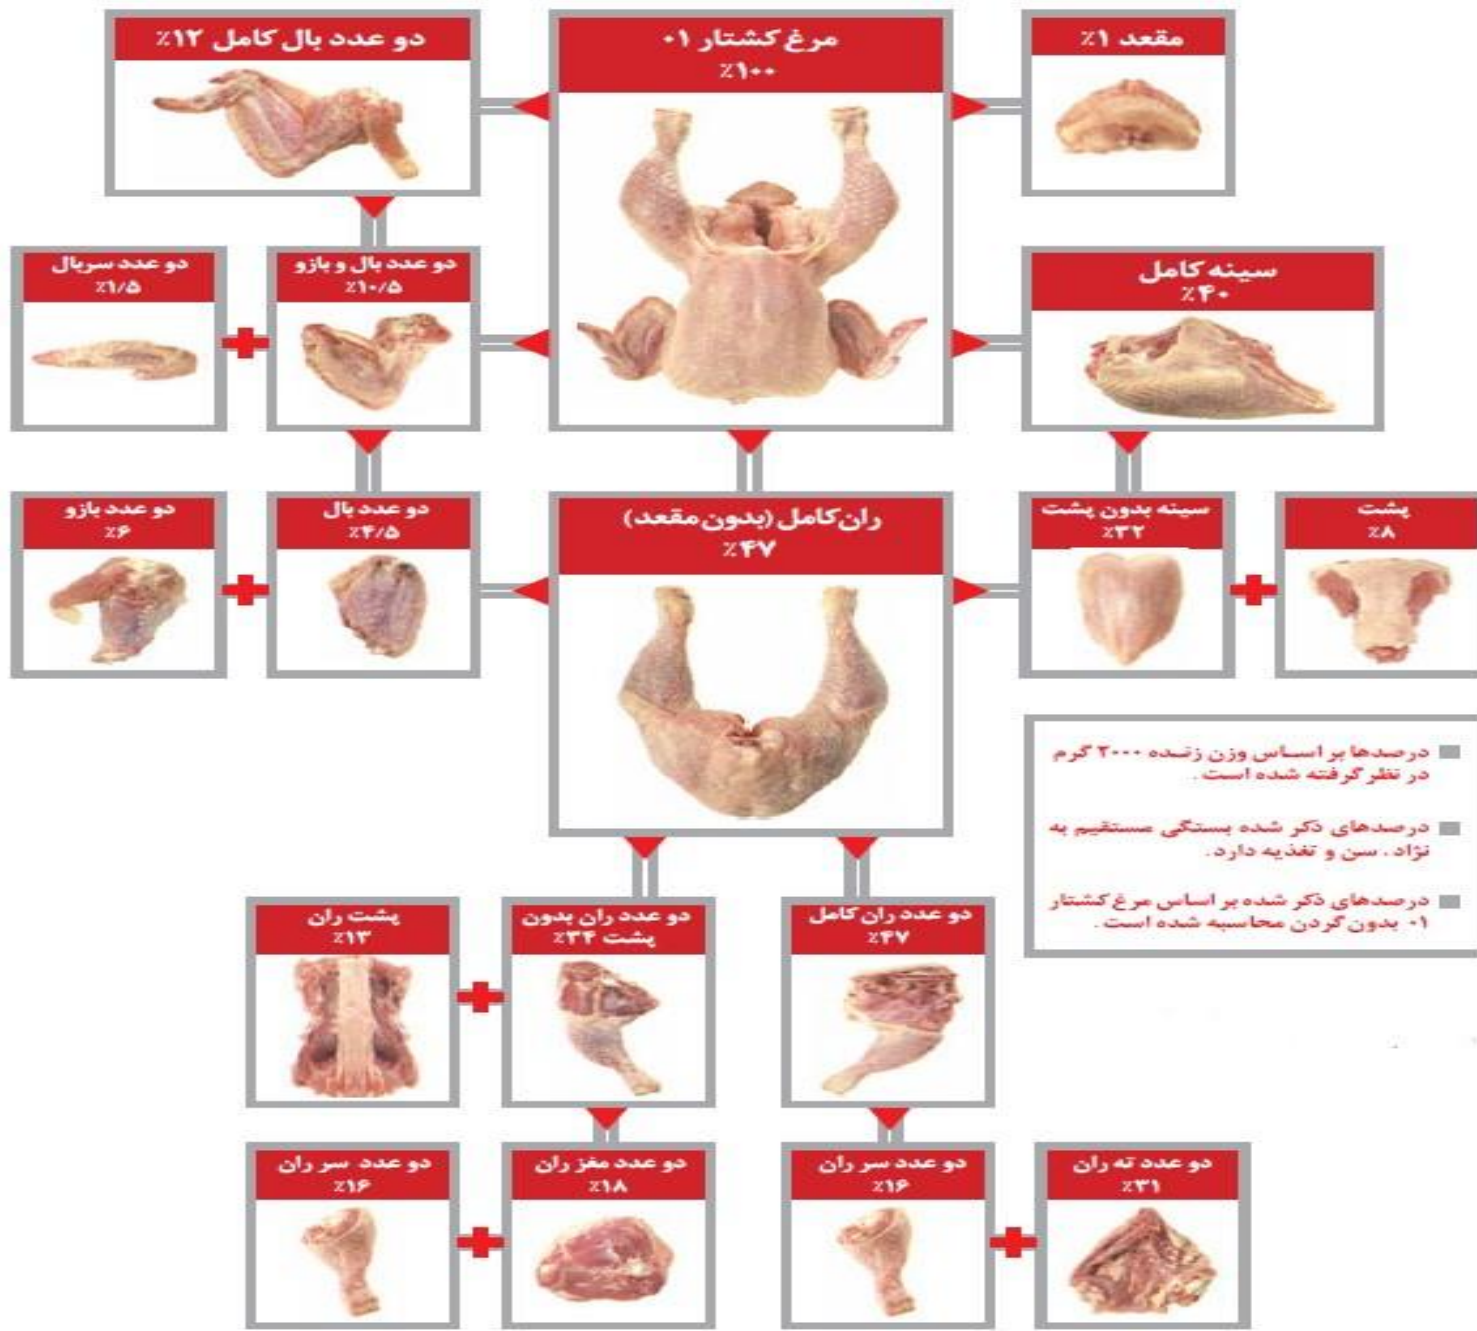 مقعد ۱٪
مرغ کشتار ۰۱
٪۱۰۰
دو عدد بال کامل ۱۲٪
سینه کامل
٪۴۰
دو عدد بال و بازو
٪۱۰/۵
دو عدد سربال
٪۱/۵
پشت
٪۸
سینه بدون پشت
٪۳۲
ران کامل (بدون مقعد)
٪۴۷
دو عدد بال
٪۴/۵
دو عدد بازو
٪۶
درصدها بر اساس وزن زنده ۲۰۰۰ گرم
در نظر گرفته شده است.
درصدهای ذکر شده بستگی مستقیم به
نژاد، سن و تغذیه دارد.
درصدهای ذکر شده بر اساس مرغ کشتار
۰۱ بدون گردن محاسبه شده است.
دو عدد ران کامل
٪۴۷
دو عدد ران بدون
پشت ۳۴٪
پشت ران
٪۱۳
دو عدد ته ران
٪۳۱
دو عدد سر ران
٪۱۶
دو عدد مغز ران
٪۱۸
دو عدد سر ران
٪۱۶